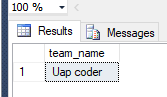 100 %
Results Messages
team_name
1 Uap coder